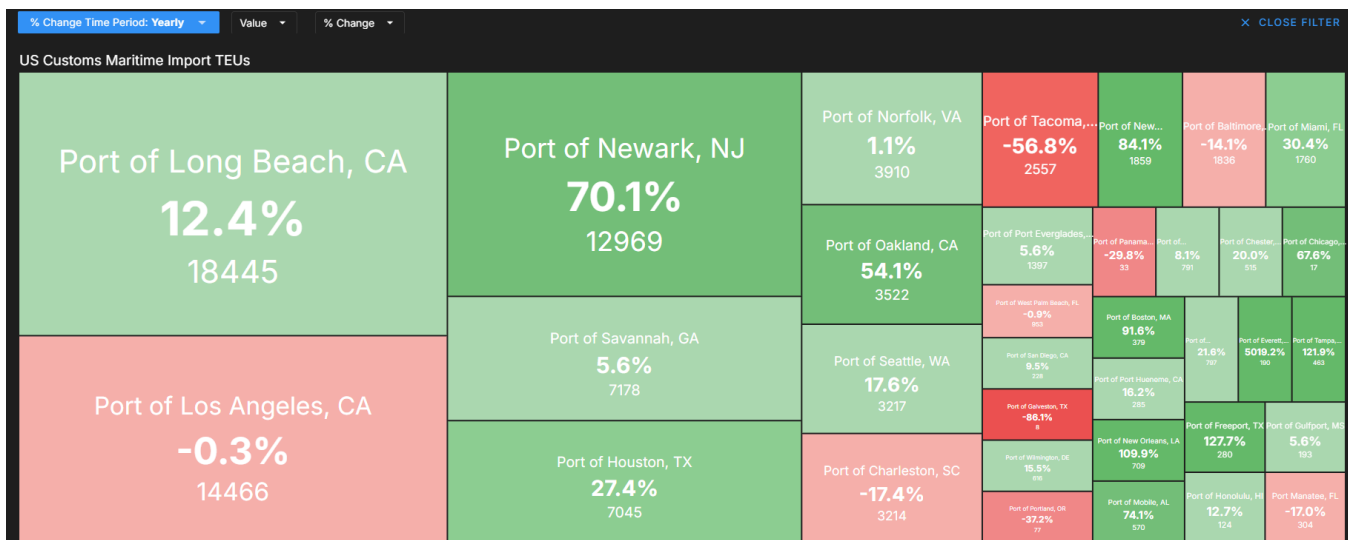 % Change Time Period: Yearly
Value
% Change
× CLOSE FILTER
US Customs Maritime Import TEUs
Port of Long Beach, CA
12.4%
18445
Port of Los Angeles, CA
-0.3%
14466
Port of Newark, NJ
70.1%
12969
Port of Savannah, GA
5.6%
7178
Port of Houston, TX
27.4%
7045
Port of Norfolk, VA
1.1%
3910
Port of Oakland, CA
54.1%
3522
Port of Seattle, WA
17.6%
3217
Port of Charleston, SC
-17.4%
3214
Port of Tacoma,...
-56.8%
2557
Port of New...
84.1%
1859
Port of Baltimore,..
-14.1%
1836
Port of Miami, FL
30.4%
1760
Port of Port Everglades,...
5.6%
1397
Port of West Palm Beach, FL
-0.9%
853
Port of San Diego, CA
9.5%
228
Port of Galveston, TX
-86.1%
8
Port of Wilmington, DE
15.5%
Port of Portland, OR
-37.2%
77
Port of Panama...
-29.8%
33
Port of...
8.1%
791
Port of Chester,...
20.0%
515
Port of Chicago,...
67.6%
17
Port of Boston, MA
91.6%
379
Port of Port Hueneme, CA
16.2%
285
Port of New Orleans, LA
109.9%
709
Port of Mobile, AL
74.1%
570
Port of...
21.6%
797
Port of Everett,...
5019.2%
190
Port of Tampa,...
121.9%
463
Port of Freeport, TX
127.7%
280
Port of Gulfport, MS
5.6%
193
Port of Honolulu, HI
12.7%
124
Port Manatee, FL
-17.0%
304